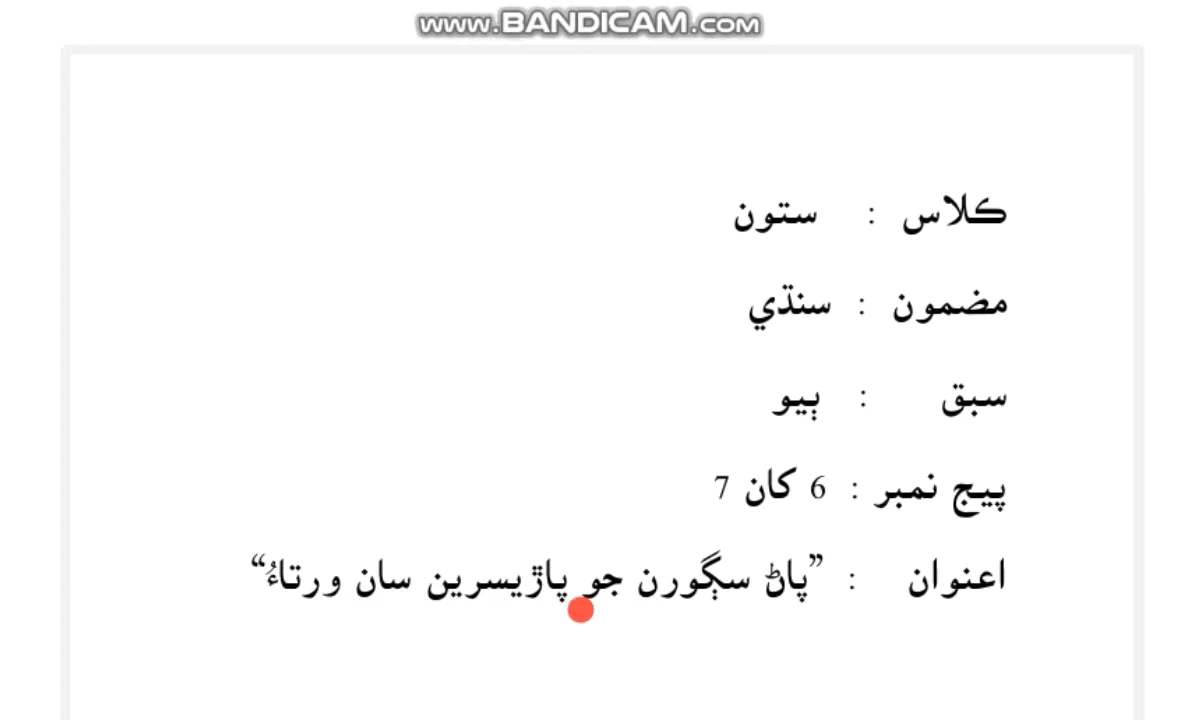 www.BANDICAM.com
ڪلاس : ستون
مضمون : سنڌي
سبق : ٻيو
پيج نمبر : 6 کان 7
اعنوان : ”پاڻ سڳورن جو پاڙيسرين سان ورتاءُ“